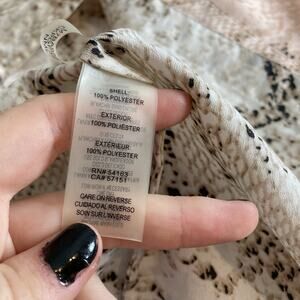 SHELL:
100% POLYESTER
EXTERIOR
100% POLIÉSTER
EXTÉRIEUR
100% POLYESTER
RN# 54163
CA# 57151
CARE ON REVERSE
CUIDADO AL REVERSO
SOIN SUR L'INVERSE